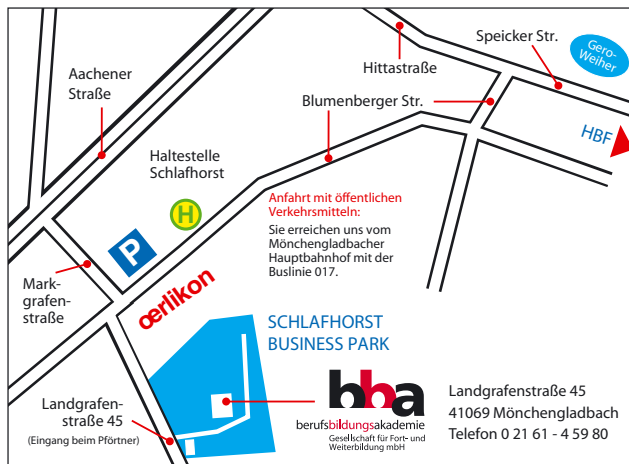 Speicker Str.
Gero-
Weiher
Hittastraße
Aachener
Straße
Blumenberger Str.
HBF
Haltestelle
Schlafhorst
H
P
Anfahrt mit öffentlichen
Verkehrsmitteln:
Sie erreichen uns vom
Mönchengladbacher
Hauptbahnhof mit der
Buslinie 017.
Mark-
grafen-
straße
œrlikon
SCHLAFHORST
BUSINESS PARK
Landgrafen-
straße 45
(Eingang beim Pförtner)
bba
berufsbildungsakademie
Gesellschaft für Fort- und
Weiterbildung mbH
Landgrafenstraße 45
41069 Mönchengladbach
Telefon 0 21 61 - 4 59 80